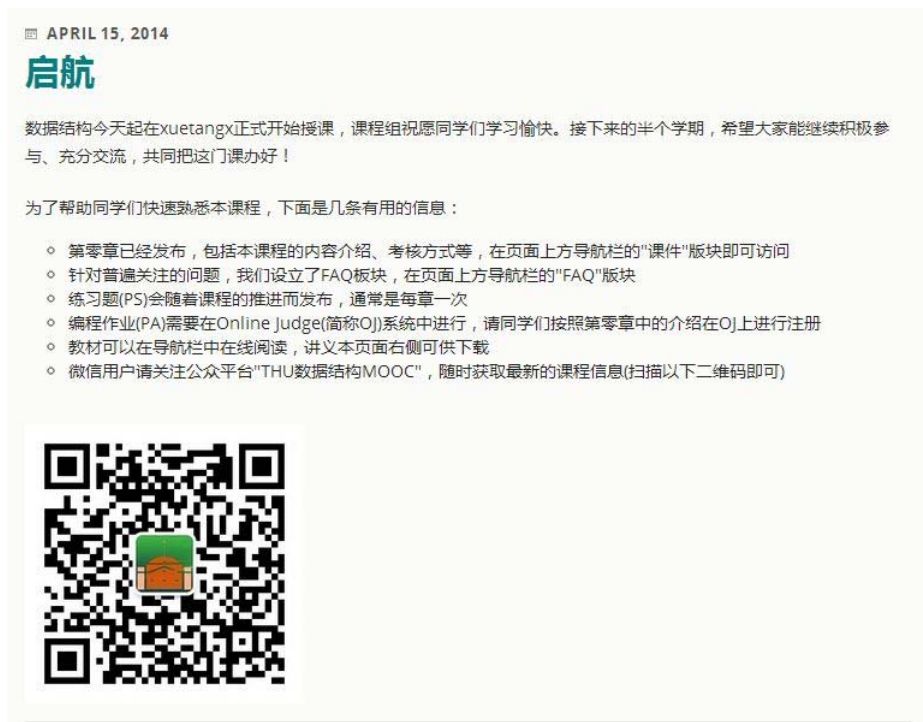 APRIL 15, 2014
启航
数据结构今天起在xuetangx正式开始授课，课程组祝愿同学们学习愉快。接下来的半个学期，希望大家能继续积极参
与、充分交流，共同把这门课办好！
为了帮助同学们快速熟悉本课程，下面是几条有用的信息：
第零章已经发布，包括本课程的内容介绍、考核方式等，在页面上方导航栏的"课件"版块即可访问
针对普遍关注的问题，我们设立了FAQ板块，在页面上方导航栏的"FAQ"版块
练习题(PS)会随着课程的推进而发布，通常是每章一次
编程作业(PA)需要在Online Judge(简称OJ)系统中进行，请同学们按照第零章中的介绍在OJ上进行注册
教材可以在导航栏中在线阅读，讲义本页面右侧可供下载
微信用户请关注公众平台"THU数据结构MOOC"，随时获取最新的课程信息(扫描以下二维码即可)